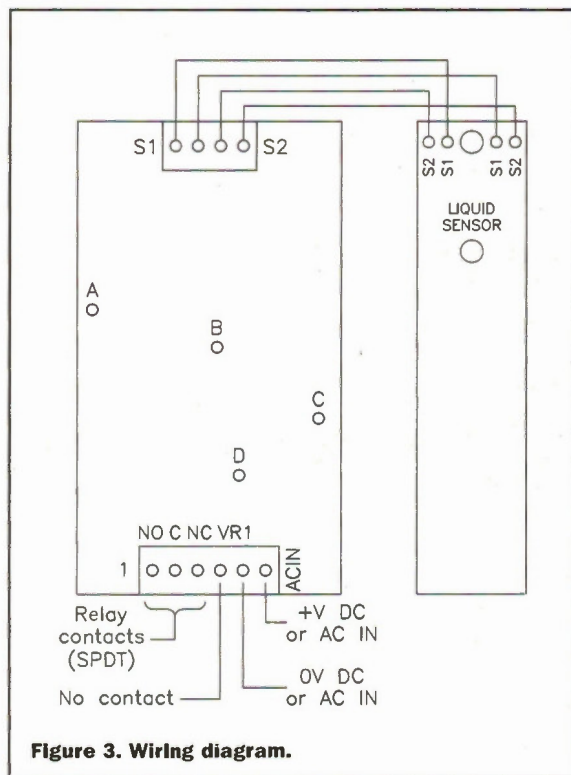 S1 S2
S2 S1 S1 S2
LIQUID
SENSOR
A
B
C
D
NO C NC VR1
1
ACIN
Relay
contacts
(SPDT)
+V DC
or AC IN
No contact
0V DC
or AC IN
Figure 3. Wiring diagram.